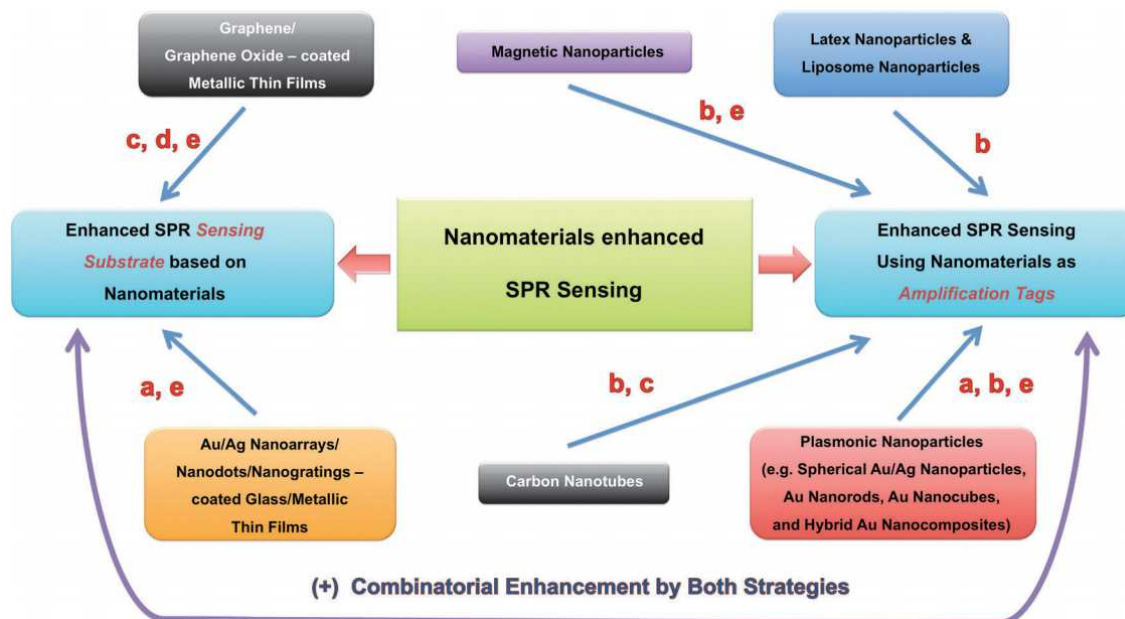 Graphene/
Graphene Oxide – coated
Metallic Thin Films
Magnetic Nanoparticles
Latex Nanoparticles &
Liposome Nanoparticles
c, d, e
b, e
b
Enhanced SPR Sensing
Substrate based on
Nanomaterials
Nanomaterials enhanced
SPR Sensing
Enhanced SPR Sensing
Using Nanomaterials as
Amplification Tags
a, e
b, c
a, b, e
Au/Ag Nanoarrays/
Nanodots/Nanogratings –
coated Glass/Metallic
Thin Films
Carbon Nanotubes
Plasmonic Nanoparticles
(e.g. Spherical Au/Ag Nanoparticles,
Au Nanorods, Au Nanocubes,
and Hybrid Au Nanocomposites)
(+) Combinatorial Enhancement by Both Strategies